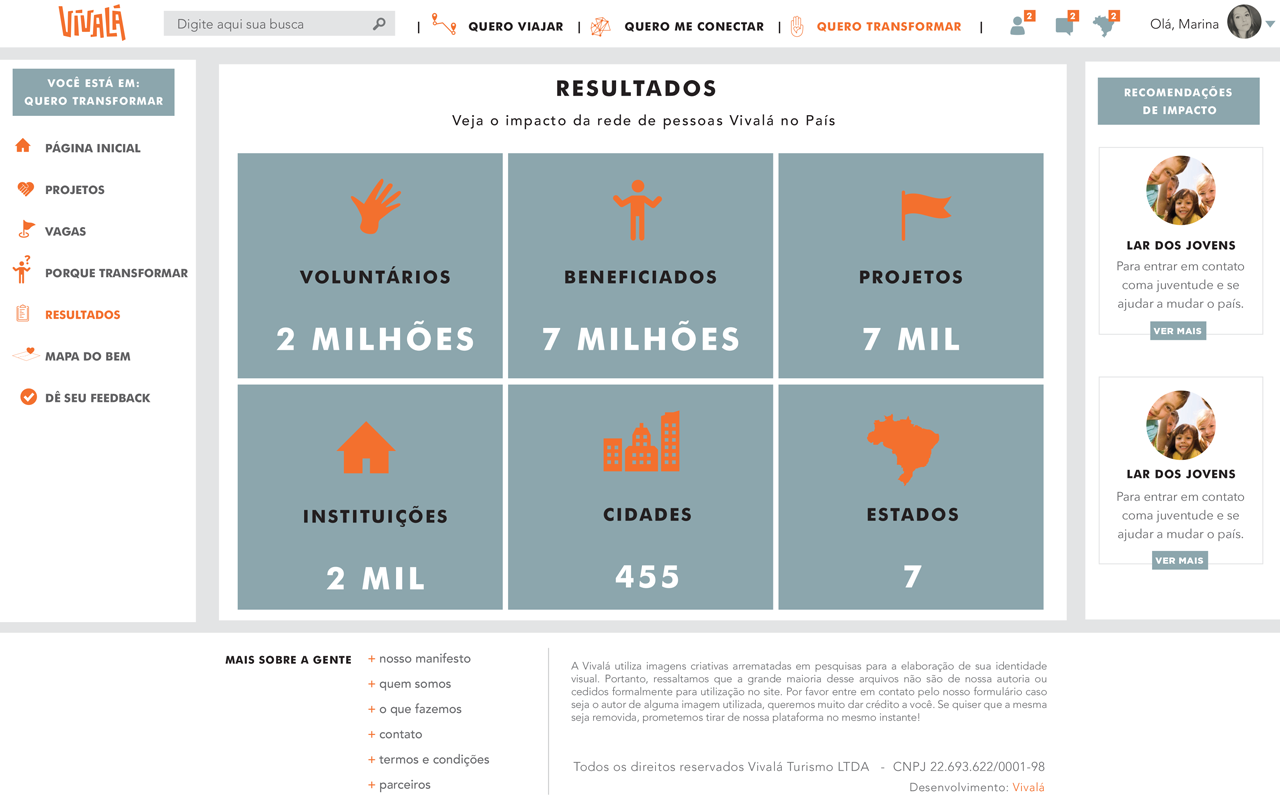 VIVALÁ
Digite aqui sua busca
| QUERO VIAJAR | QUERO ME CONECTAR | QUERO TRANSFORMAR |
2 2 2
Olá, Marina
VOCÊ ESTÁ EM:
QUERO TRANSFORMAR
PÁGINA INICIAL
PROJETOS
VAGAS
?
PORQUE TRANSFORMAR
RESULTADOS
MAPA DO BEM
DÊ SEU FEEDBACK
RESULTADOS
Veja o impacto da rede de pessoas Vivalá no País
VOLUNTÁRIOS
2 MILHÕES
BENEFICIADOS
7 MILHÕES
PROJETOS
7 MIL
INSTITUIÇÕES
2 MIL
CIDADES
455
ESTADOS
7
RECOMENDAÇÕES
DE IMPACTO
LAR DOS JOVENS
Para entrar em contato
coma juventude e se
ajudar a mudar o país.
VER MAIS
LAR DOS JOVENS
Para entrar em contato
coma juventude e se
ajudar a mudar o país.
VER MAIS
MAIS SOBRE A GENTE
+ nosso manifesto
+ quem somos
+ o que fazemos
+ contato
+ termos e condições
+ parceiros
A Vivalá utiliza imagens criativas arrematadas em pesquisas para a elaboração de sua identidade
visual. Portanto, ressaltamos que a grande maioria desse arquivos não são de nossa autoria ou
cedidos formalmente para utilização no site. Por favor entre em contato pelo nosso formulário caso
seja o autor de alguma imagem utilizada, queremos muito dar crédito a você. Se quiser que a mesma
seja removida, prometemos tirar de nossa plataforma no mesmo instante!
Todos os direitos reservados Vivalá Turismo LTDA - CNPJ 22.693.622/0001-98
Desenvolvimento: Vivalá